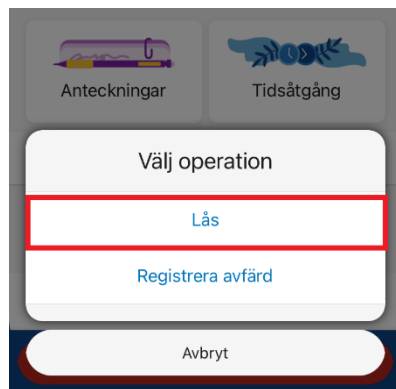 Anteckningar
Tidsåtgång
Välj operation
Lås
Registrera avfärd
Avbryt